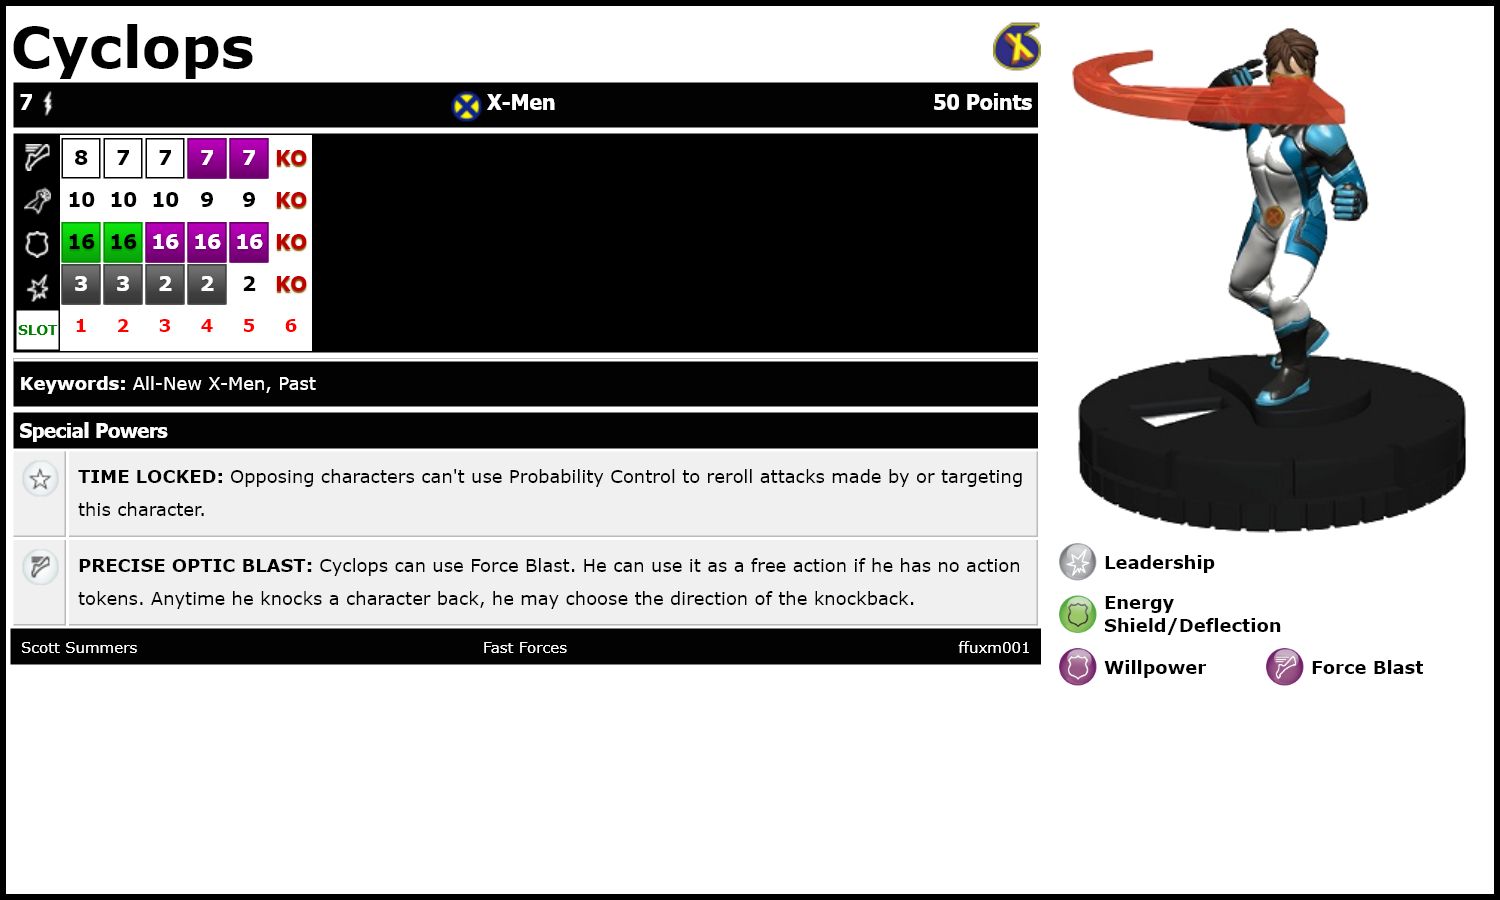 Cyclops
7 X-Men 50 Points
8 7 7 7 7 KO
10 10 10 9 9 KO
16 16 16 16 16 KO
3 3 2 2 2 KO
SLOT 1 2 3 4 5 6
Keywords: All-New X-Men, Past
Special Powers
TIME LOCKED: Opposing characters can't use Probability Control to reroll attacks made by or targeting
this character.
PRECISE OPTIC BLAST: Cyclops can use Force Blast. He can use it as a free action if he has no action
tokens. Anytime he knocks a character back, he may choose the direction of the knockback.
Scott Summers Fast Forces ffuxm001
Leadership
Energy
Shield/Deflection
Willpower Force Blast